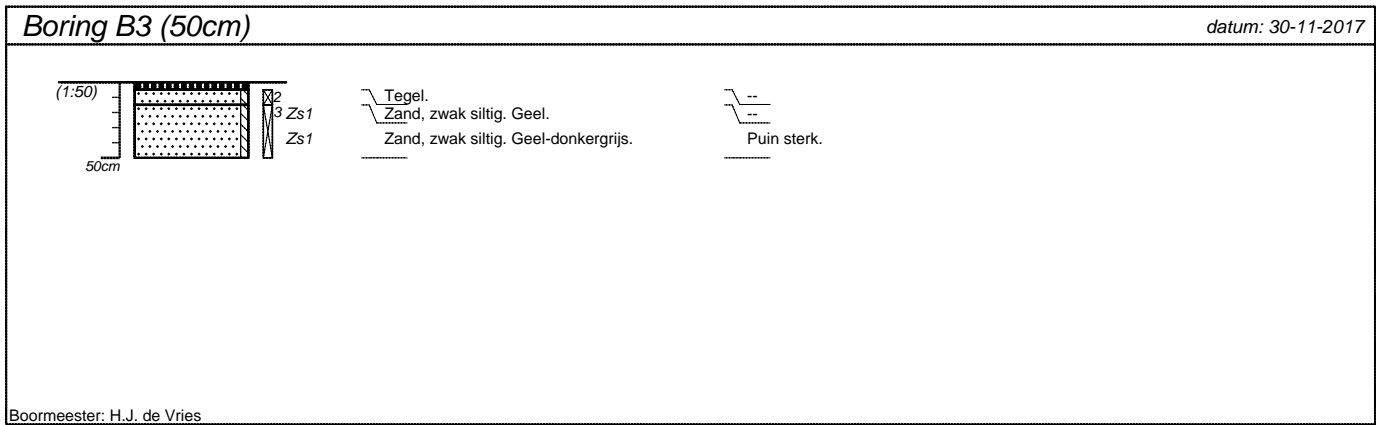 Boring B3 (50cm) datum: 30-11-2017
(1:50) 2 Tegel. --
3 Zs1 Zand, zwak siltig. Geel. --
Zs1 Zand, zwak siltig. Geel-donkergrijs. Puin sterk.
50cm
Boormeester: H.J. de Vries